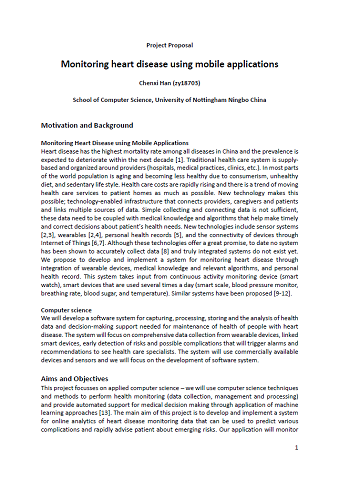 Project Proposal
Monitoring heart disease using mobile applications
Chenxi Han (zy18703)
School of Computer Science, University of Nottingham Ningbo China
Motivation and Background
Monitoring Heart Disease using Mobile Applications
Heart disease has the highest mortality rate among all diseases in China and the prevalence is
expected to deteriorate within the next decade [1]. Traditional health care system is supply-
based and organized around providers (hospitals, medical practices, clinics, etc.). In most parts
of the world population is aging and becoming less healthy due to consumerism, unhealthy
diet, and sedentary life style. Health care costs are rapidly rising and there is a trend of moving
health care services to patient homes as much as possible. New technology makes this
possible; technology-enabled infrastructure that connects providers, caregivers and patients
and links multiple sources of data. Simple collecting and connecting data is not sufficient,
these data need to be coupled with medical knowledge and algorithms that help make timely
and correct decisions about patient's health needs. New technologies include sensor systems
[2,3], wearables [2,4], personal health records [5], and the connectivity of devices through
Internet of Things [6,7]. Although these technologies offer a great promise, to date no system
has been shown to accurately collect data [8] and truly integrated systems do not exist yet.
We propose to develop and implement a system for monitoring heart disease through
integration of wearable devices, medical knowledge and relevant algorithms, and personal
health record. This system takes input from continuous activity monitoring device (smart
watch), smart devices that are used several times a day (smart scale, blood pressure monitor,
breathing rate, blood sugar, and temperature). Similar systems have been proposed [9-12].
Computer science
We will develop a software system for capturing, processing, storing and the analysis of health
data and decision-making support needed for maintenance of health of people with heart
disease. The system will focus on comprehensive data collection from wearable devices, linked
smart devices, early detection of risks and possible complications that will trigger alarms and
recommendations to see health care specialists. The system will use commercially available
devices and sensors and we will focus on the development of software system.
Aims and Objectives
This project focusses on applied computer science – we will use computer science techniques
and methods to perform health monitoring (data collection, management and processing)
and provide automated support for medical decision making through application of machine
learning approaches [13]. The main aim of this project is to develop and implement a system
for online analytics of heart disease monitoring data that can be used to predict various
complications and rapidly advise patient about emerging risks. Our application will monitor
1